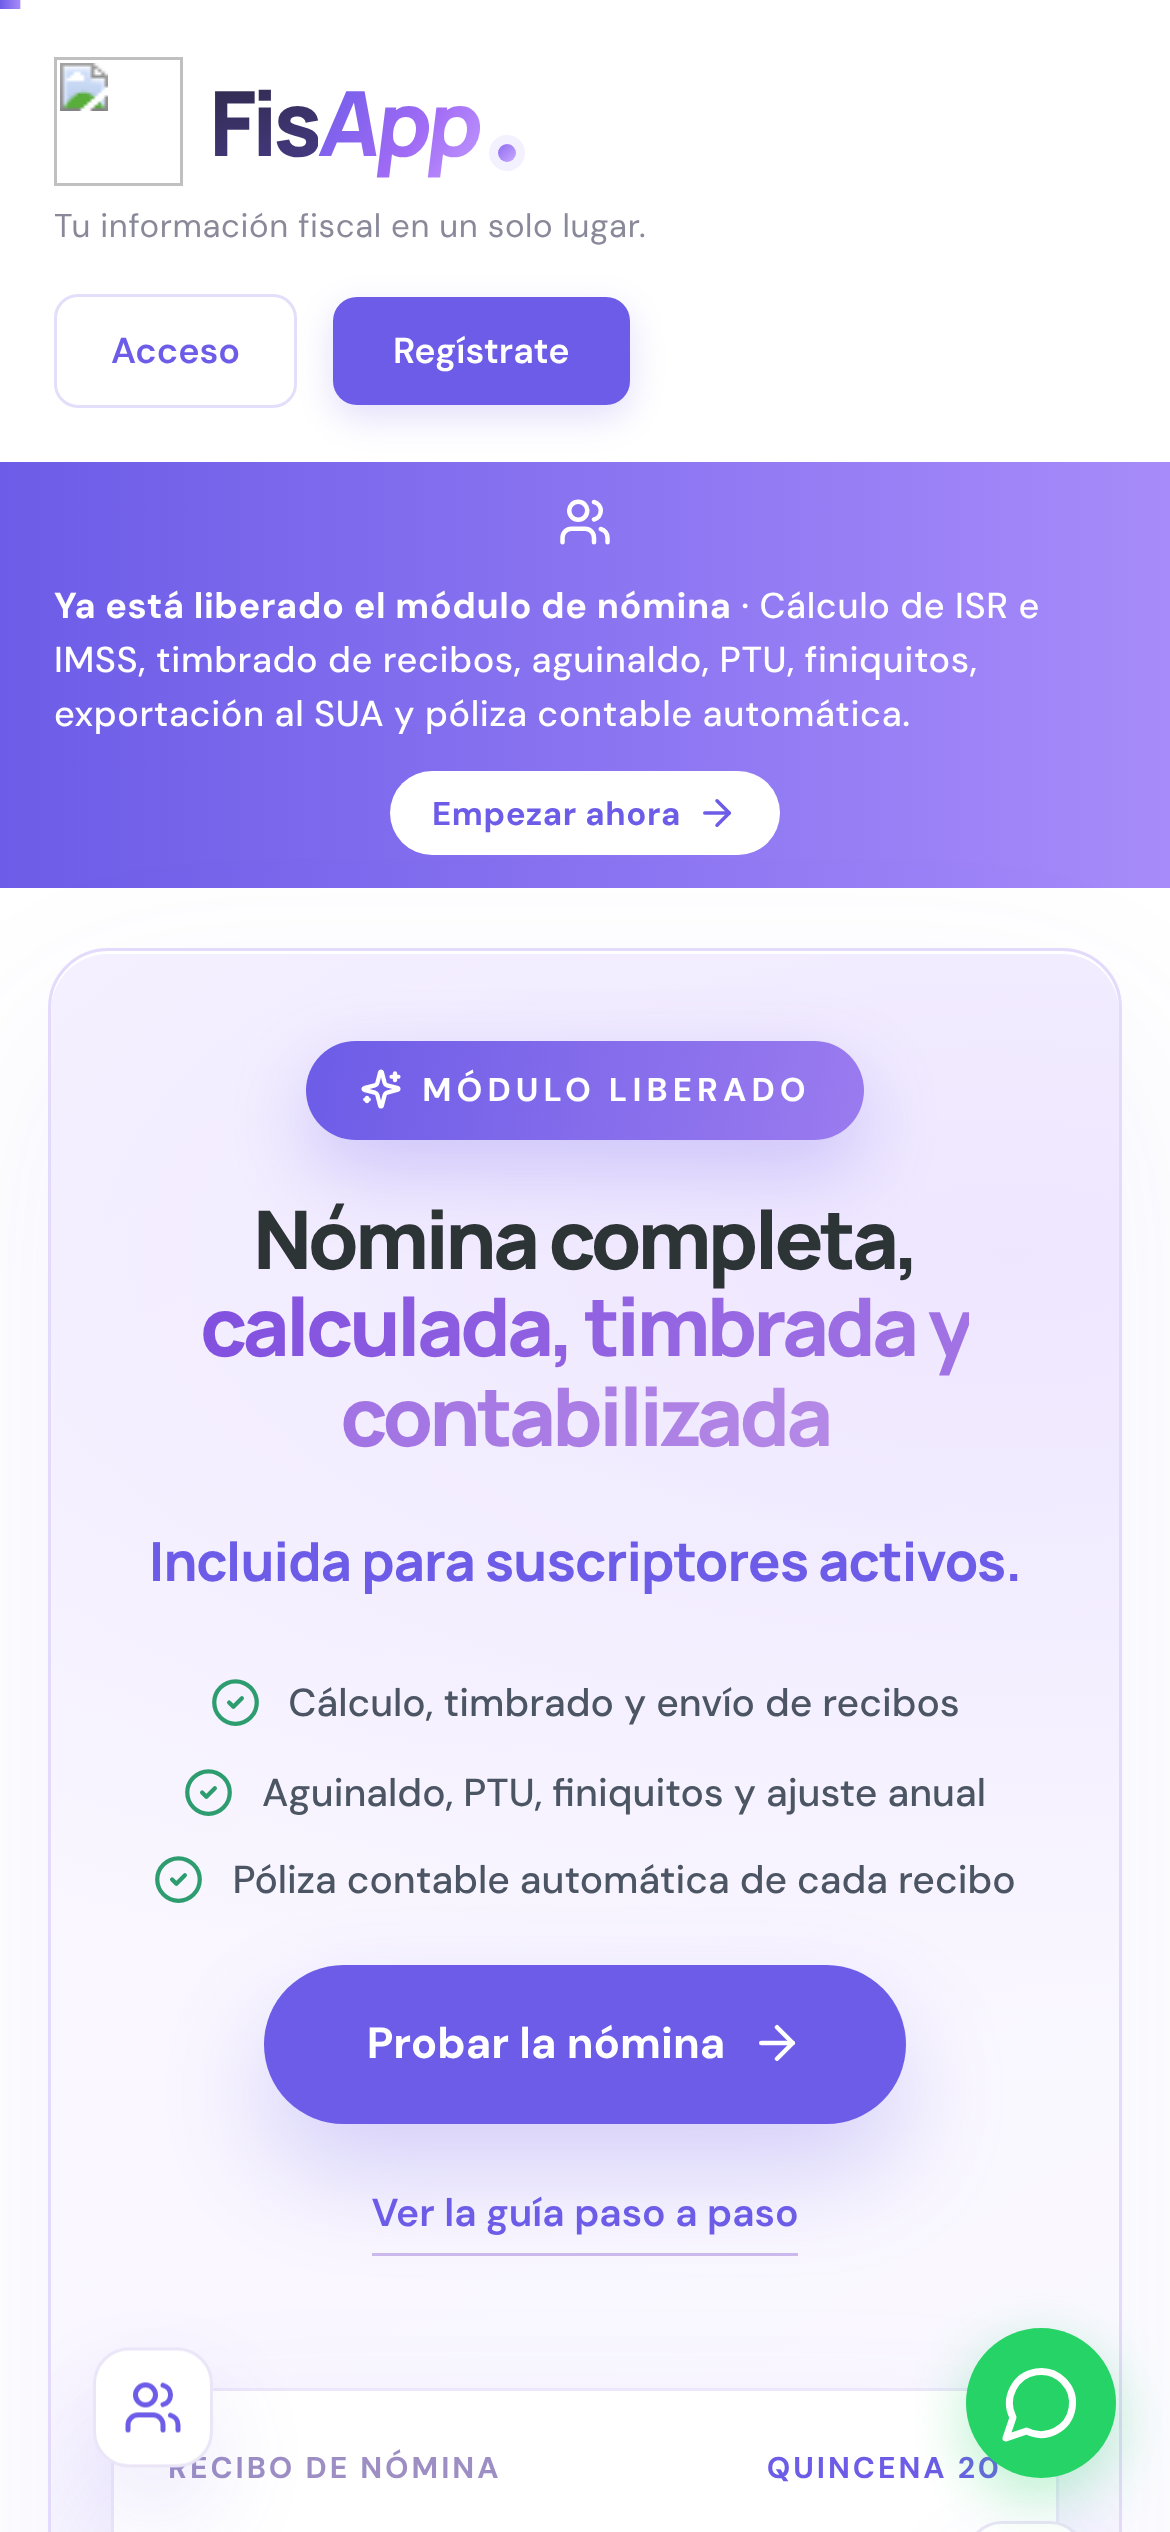 FisApp
Tu información fiscal en un solo lugar.
Acceso
Regístrate
Ya está liberado el módulo de nómina · Cálculo de ISR e
IMSS, timbrado de recibos, aguinaldo, PTU, finiquitos,
exportación al SUA y póliza contable automática.
Empezar ahora
MÓDULO LIBERADO
Nómina completa,
calculada, timbrada y
contabilizada
Incluida para suscriptores activos.
Cálculo, timbrado y envío de recibos
Aguinaldo, PTU, finiquitos y ajuste anual
Póliza contable automática de cada recibo
Probar la nómina
Ver la guía paso a paso
RECIBO DE NÓMINA
QUINCENA 20